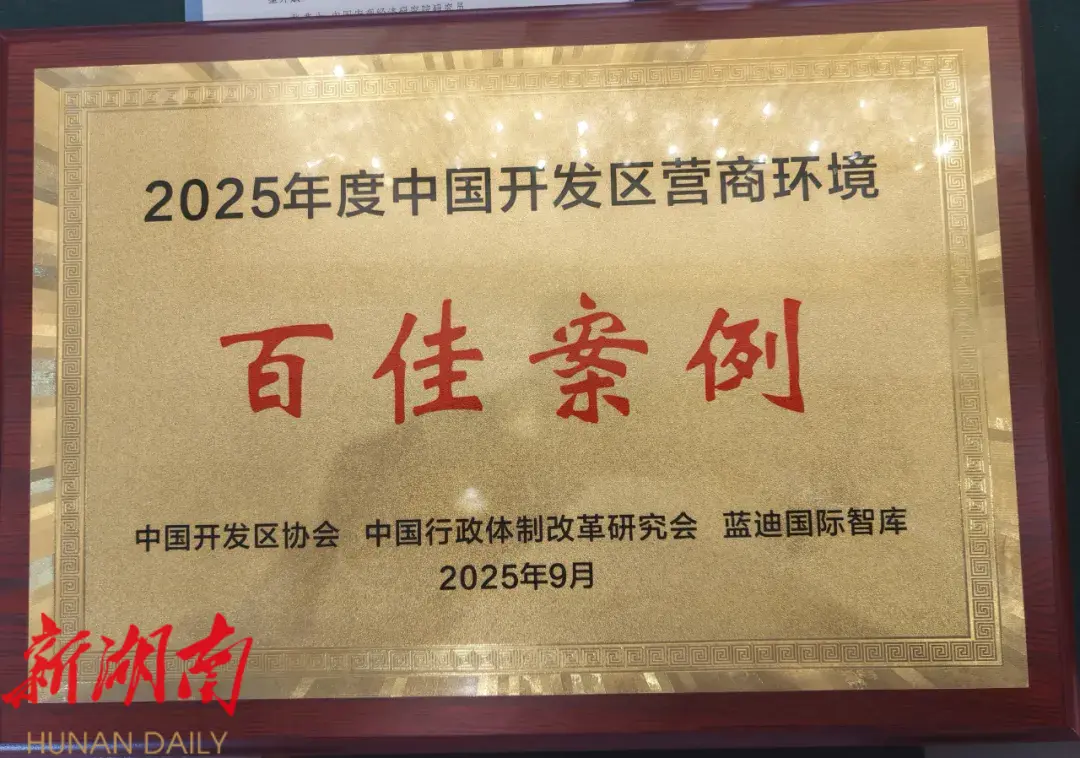 2025年度中国开发区营商环境
百佳案例
中国开发区协会 中国行政体制改革研究会 蓝迪国际智库
2025年9月
新湖南
HUNAN DAILY